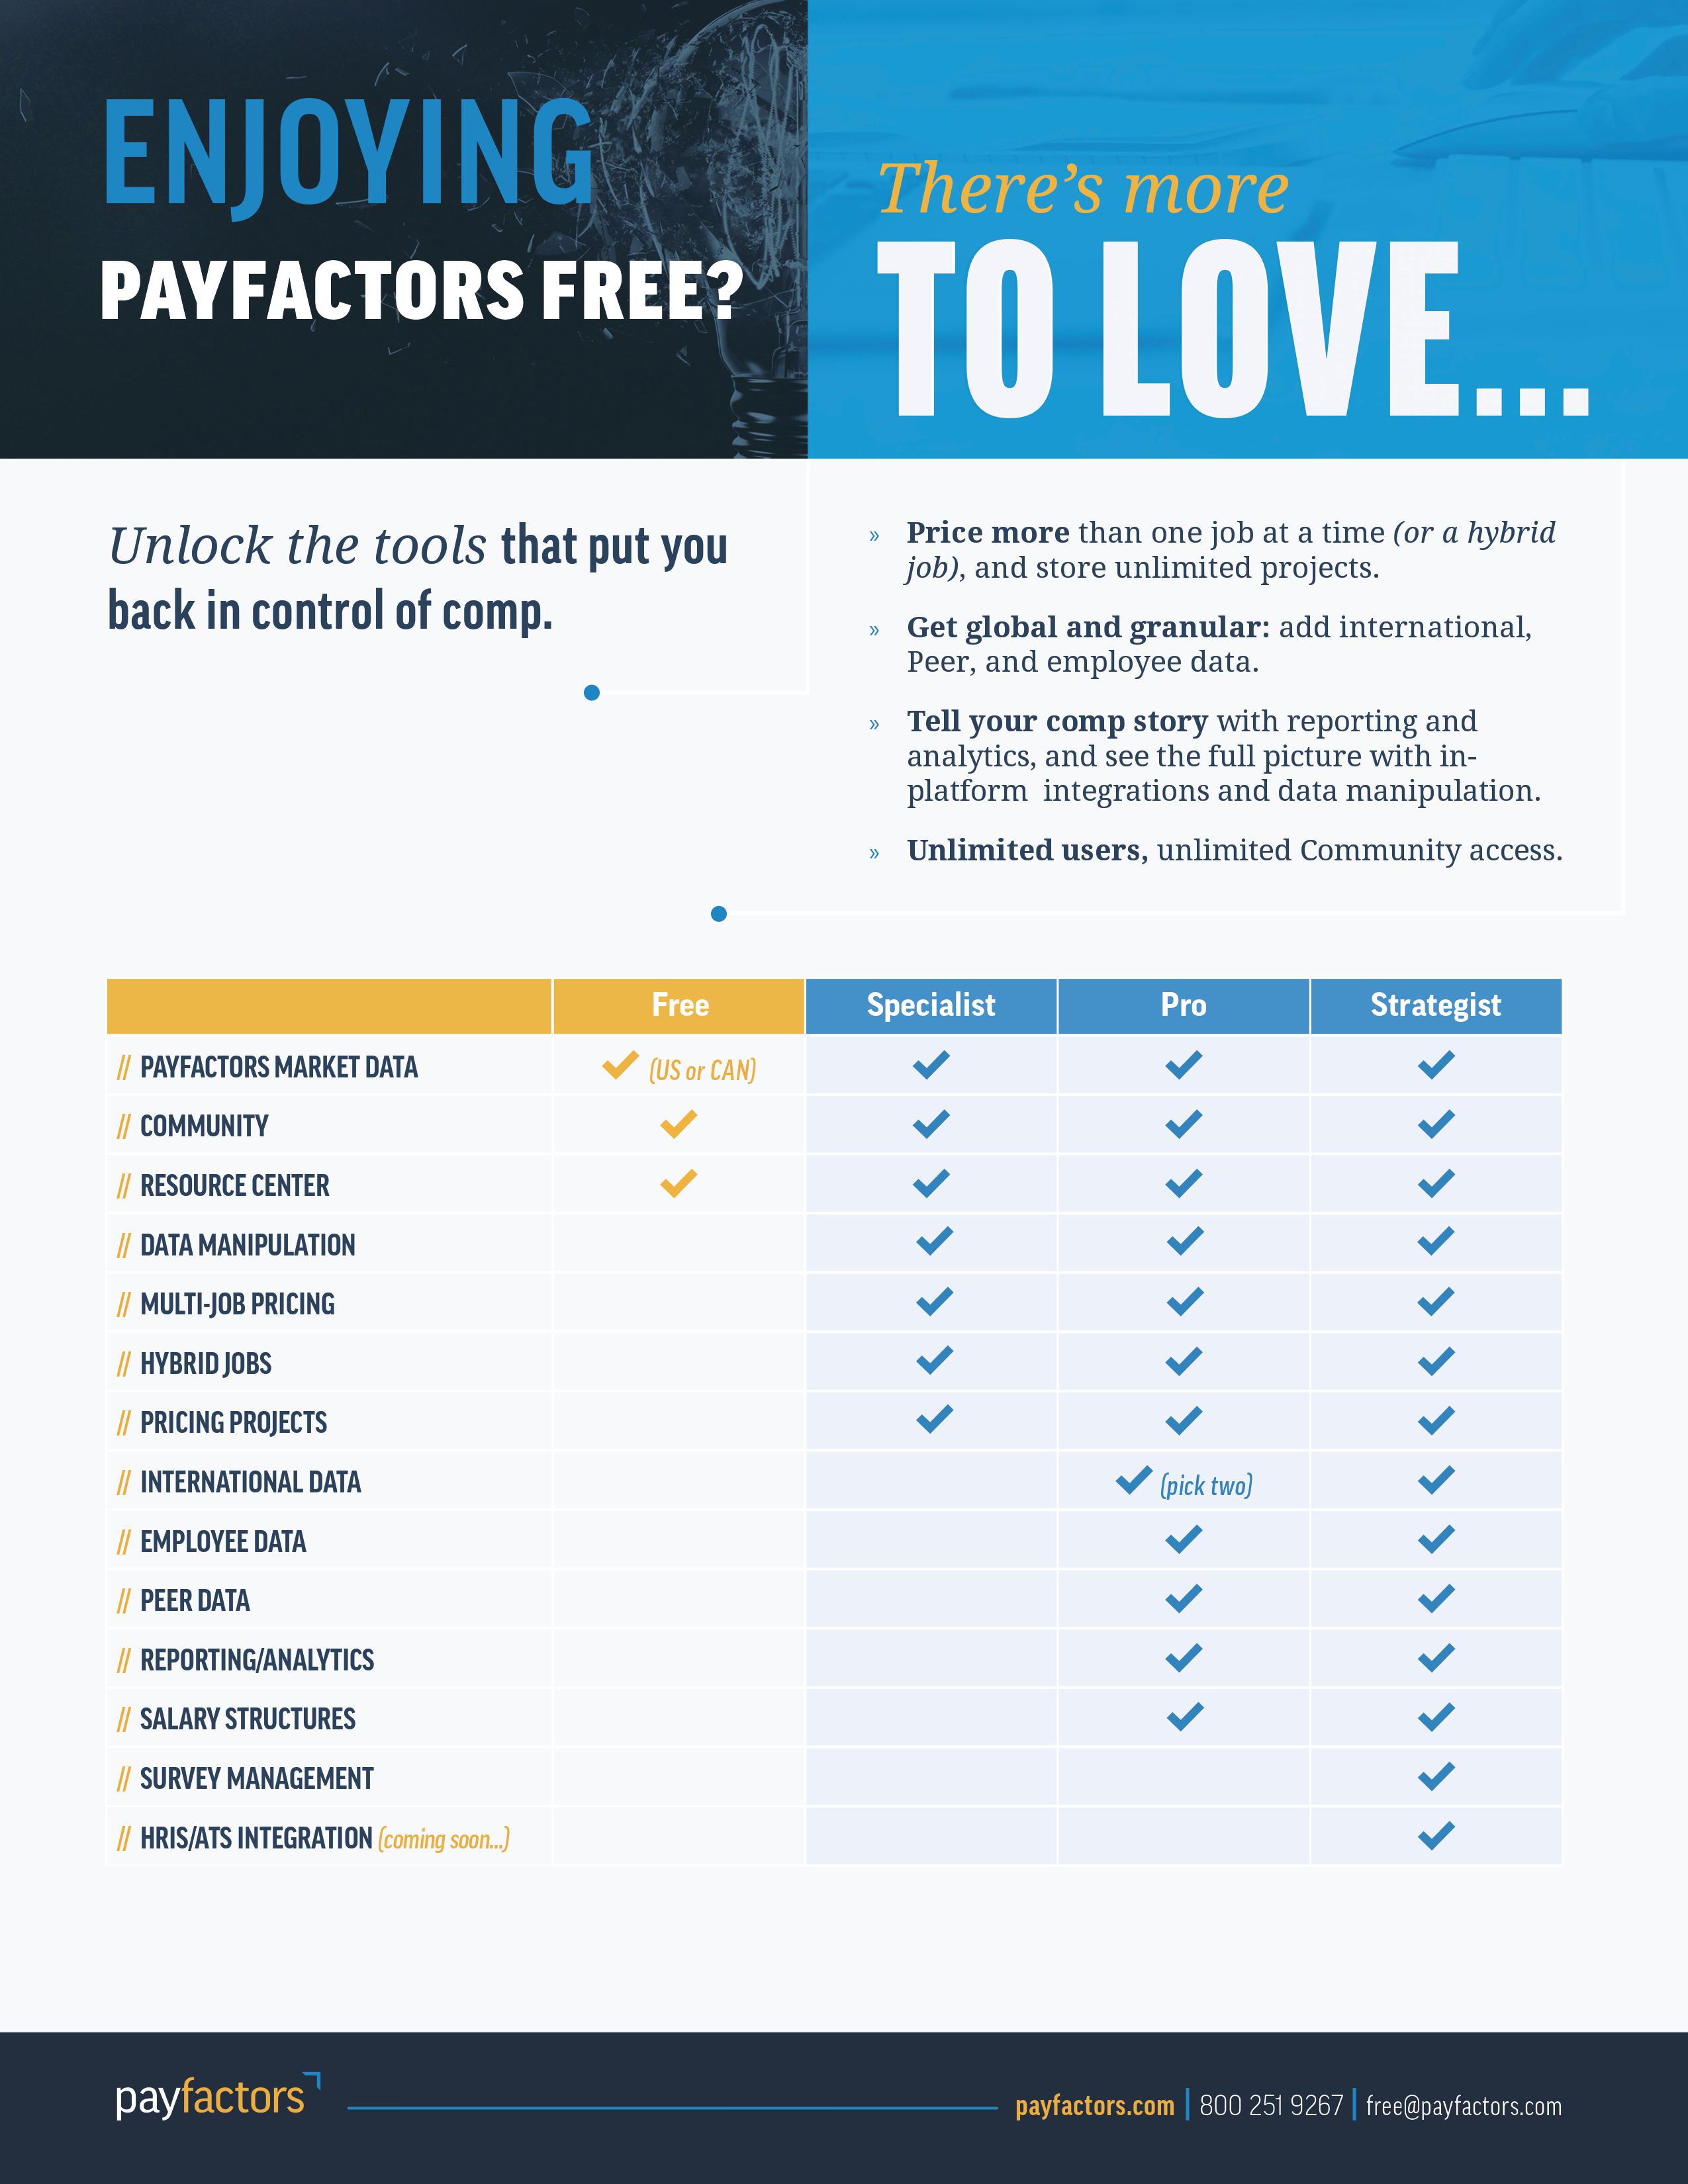 ENJOYING
PAYFACTORS FREE?
There's more
TO LOVE...
Unlock the tools that put you
back in control of comp.
» Price more than one job at a time (or a hybrid
job), and store unlimited projects.
» Get global and granular: add international,
Peer, and employee data.
» Tell your comp story with reporting and
analytics, and see the full picture with in-
platform integrations and data manipulation.
» Unlimited users, unlimited Community access.
Free Specialist Pro Strategist
// PAYFACTORS MARKET DATA ✓ (US or CAN) ✓ ✓ ✓
// COMMUNITY ✓ ✓ ✓ ✓
// RESOURCE CENTER ✓ ✓ ✓ ✓
// DATA MANIPULATION ✓ ✓ ✓
// MULTI-JOB PRICING ✓ ✓ ✓
// HYBRID JOBS ✓ ✓ ✓
// PRICING PROJECTS ✓ ✓ ✓
// INTERNATIONAL DATA ✓ (pick two) ✓
// EMPLOYEE DATA ✓ ✓
// PEER DATA ✓ ✓
// REPORTING/ANALYTICS ✓ ✓
// SALARY STRUCTURES ✓ ✓
// SURVEY MANAGEMENT ✓
// HRIS/ATS INTEGRATION (coming soon...) ✓
payfactors
payfactors.com | 800 251 9267 | free@payfactors.com